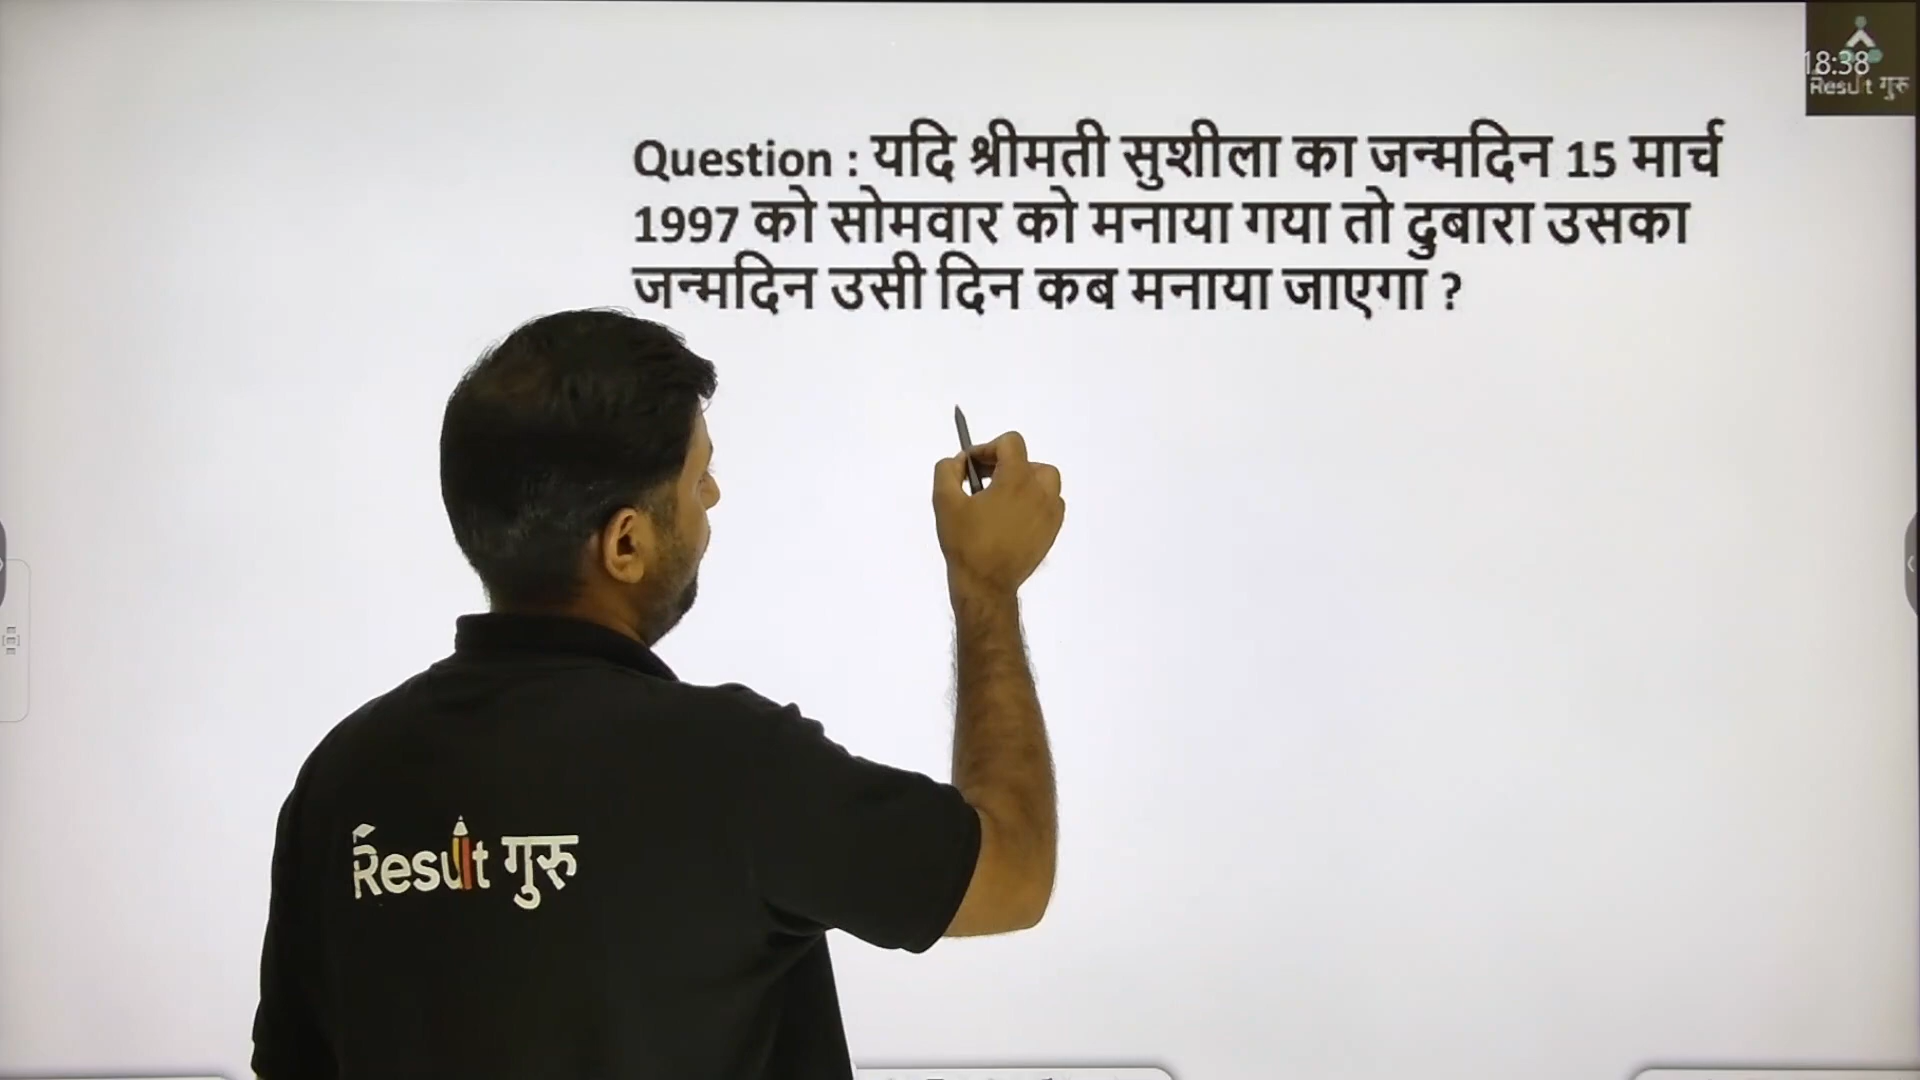 18:38
Result गुरु
Question : यदि श्रीमती सुशीला का जन्मदिन 15 मार्च
1997 को सोमवार को मनाया गया तो दुबारा उसका
जन्मदिन उसी दिन कब मनाया जाएगा ?
Result गुरु